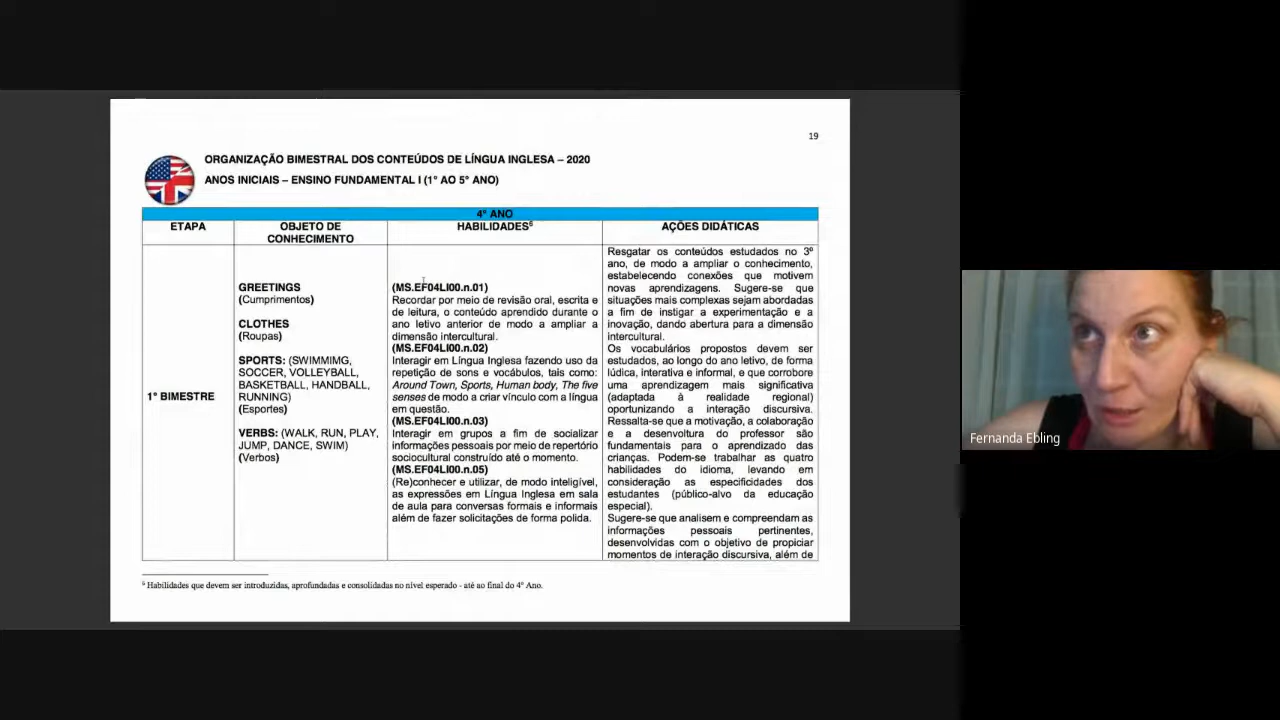 19
ORGANIZAÇÃO BIMESTRAL DOS CONTEÚDOS DE LÍNGUA INGLESA – 2020
ANOS INICIAIS – ENSINO FUNDAMENTAL I (1° AO 5° ANO)
4° ANO
ETAPA
OBJETO DE
CONHECIMENTO
HABILIDADES⁶
AÇÕES DIDÁTICAS
1° BIMESTRE
GREETINGS
(Cumprimentos)
CLOTHES
(Roupas)
SPORTS: (SWIMMIMG,
SOCCER, VOLLEYBALL,
BASKETBALL, HANDBALL,
RUNNING)
(Esportes)
VERBS: (WALK, RUN, PLAY,
JUMP, DANCE, SWIM)
(Verbos)
(MS.EF04LI00.n.01)
Recordar por meio de revisão oral, escrita e
de leitura, o conteúdo aprendido durante o
ano letivo anterior de modo a ampliar a
dimensão intercultural.
(MS.EF04LI00.n.02)
Interagir em Língua Inglesa fazendo uso da
repetição de sons e vocábulos, tais como:
Around Town, Sports, Human body, The five
senses de modo a criar vínculo com a língua
em questão.
(MS.EF04LI00.n.03)
Interagir em grupos a fim de socializar
informações pessoais por meio de repertório
sociocultural construído até o momento.
(MS.EF04LI00.n.05)
(Re)conhecer e utilizar, de modo inteligível,
as expressões em Língua Inglesa em sala
de aula para conversas formais e informais
além de fazer solicitações de forma polida.
Resgatar os conteúdos estudados no 3º
ano, de modo a ampliar o conhecimento,
estabelecendo conexões que motivem
novas aprendizagens. Sugere-se que
situações mais complexas sejam abordadas
a fim de instigar a experimentação e a
inovação, dando abertura para a dimensão
intercultural.
Os vocabulários propostos devem ser
estudados, ao longo do ano letivo, de forma
lúdica, interativa e informal, e que corrobore
uma aprendizagem mais significativa
(adaptada à realidade regional)
oportunizando a interação discursiva.
Ressalta-se que a motivação, a colaboração
e a desenvoltura do professor são
fundamentais para o aprendizado das
crianças. Podem-se trabalhar as quatro
habilidades do idioma, levando em
consideração as especificidades dos
estudantes (público-alvo da educação
especial).
Sugere-se que analisem e compreendam as
informações pessoais pertinentes,
desenvolvidas com o objetivo de propiciar
momentos de interação discursiva, além de
⁶ Habilidades que devem ser introduzidas, aprofundadas e consolidadas no nível esperado - até ao final do 4° Ano.
Fernanda Ebling